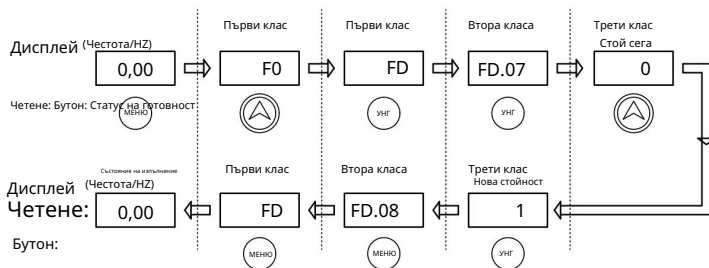 Първи клас Първи клас Втора класа Трети клас
Дисплей (Честота/HZ) Стой сега
0,00 F0 FD FD.07 0
Четене: Бутон: Статус на готовност
МЕНЮ УНГ УНГ
Състояние на изпълнение Първи клас Втора класа Трети клас
Дисплей (Честота/HZ) Нова стойност
Четене: 0,00 FD FD.08 1
Бутон: МЕНЮ МЕНЮ УНГ